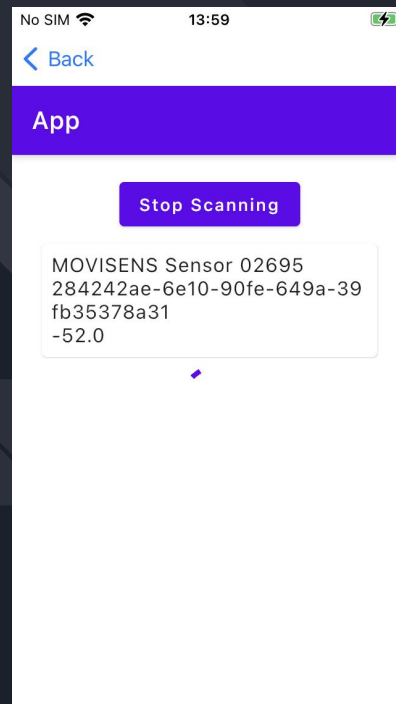 No SIM 13:59
Back
App
Stop Scanning
MOVISENS Sensor 02695
284242ae-6e10-90fe-649a-39
fb35378a31
-52.0